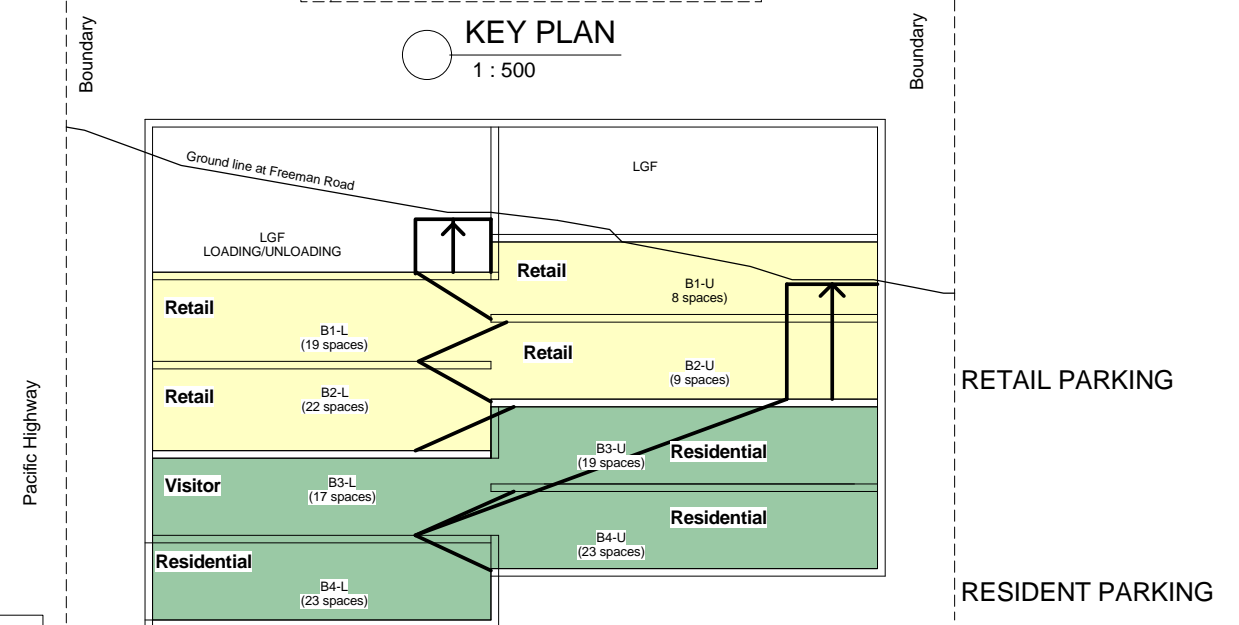 KEY PLAN
1 : 500
Boundary
Boundary
Ground line at Freeman Road
LGF
LGF
LOADING/UNLOADING
Retail
B1-U
8 spaces)
Retail
B1-L
(19 spaces)
Retail
B2-U
(9 spaces)
RETAIL PARKING
Retail
B2-L
(22 spaces)
Pacific Highway
B3-U
(19 spaces)
Residential
Visitor
B3-L
(17 spaces)
Residential
B4-U
(23 spaces)
Residential
B4-L
(23 spaces)
RESIDENT PARKING